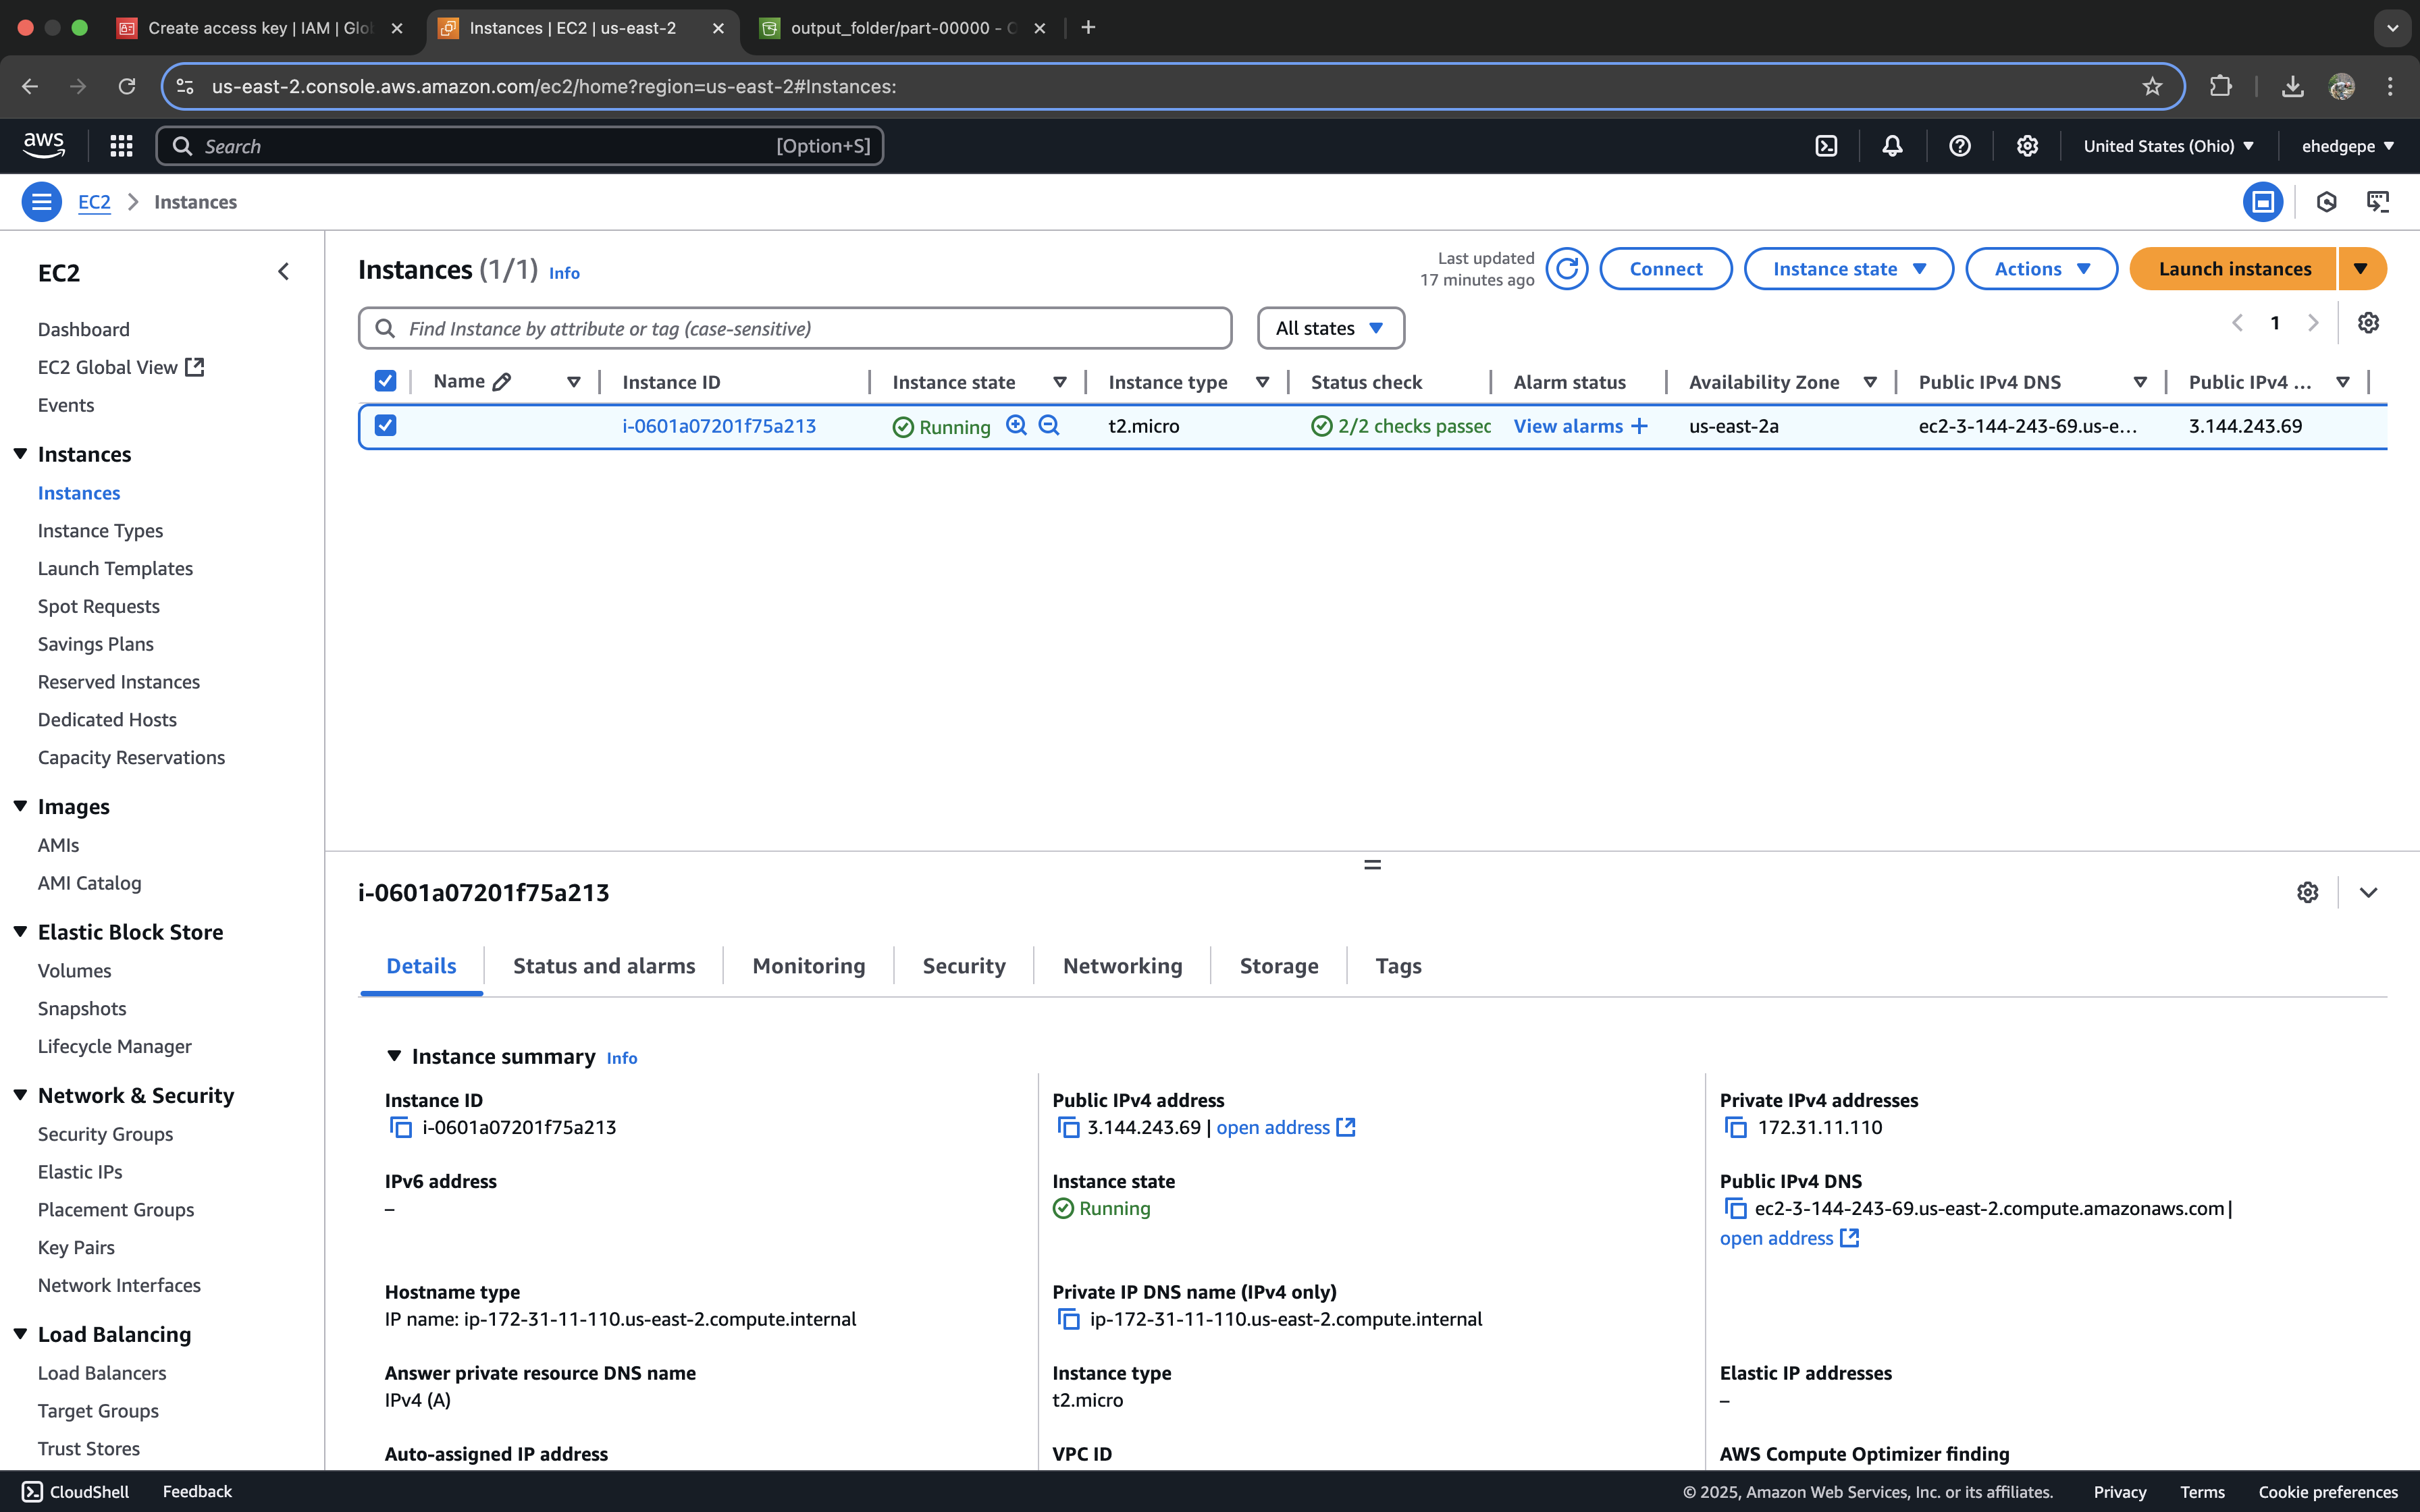 Create access key | IAM | Glo
Instances | EC2 | us-east-2
output_folder/part-00000 -
us-east-2.console.aws.amazon.com/ec2/home?region=us-east-2#Instances:
aws
Search
[Option+S]
United States (Ohio)
ehedgepe
EC2
Instances
EC2
Dashboard
EC2 Global View
Events
Instances
Instances
Instance Types
Launch Templates
Spot Requests
Savings Plans
Reserved Instances
Dedicated Hosts
Capacity Reservations
Images
AMIs
AMI Catalog
Elastic Block Store
Volumes
Snapshots
Lifecycle Manager
Network & Security
Security Groups
Elastic IPs
Placement Groups
Key Pairs
Network Interfaces
Load Balancing
Load Balancers
Target Groups
Trust Stores
Instances (1/1) Info
Last updated
17 minutes ago
Connect
Instance state
Actions
Launch instances
Find Instance by attribute or tag (case-sensitive)
All states
1
Name Instance ID Instance state Instance type Status check Alarm status Availability Zone Public IPv4 DNS Public IPv4 ...
i-0601a07201f75a213 Running t2.micro 2/2 checks passec View alarms + us-east-2a ec2-3-144-243-69.us-e... 3.144.243.69
i-0601a07201f75a213
Details Status and alarms Monitoring Security Networking Storage Tags
Instance summary Info
Instance ID
i-0601a07201f75a213
Public IPv4 address
3.144.243.69 | open address
Private IPv4 addresses
172.31.11.110
IPv6 address
–
Instance state
Running
Public IPv4 DNS
ec2-3-144-243-69.us-east-2.compute.amazonaws.com |
open address
Hostname type
IP name: ip-172-31-11-110.us-east-2.compute.internal
Private IP DNS name (IPv4 only)
ip-172-31-11-110.us-east-2.compute.internal
Answer private resource DNS name
IPv4 (A)
Instance type
t2.micro
Elastic IP addresses
–
Auto-assigned IP address
VPC ID
AWS Compute Optimizer finding
CloudShell
Feedback
© 2025, Amazon Web Services, Inc. or its affiliates.
Privacy
Terms
Cookie preferences